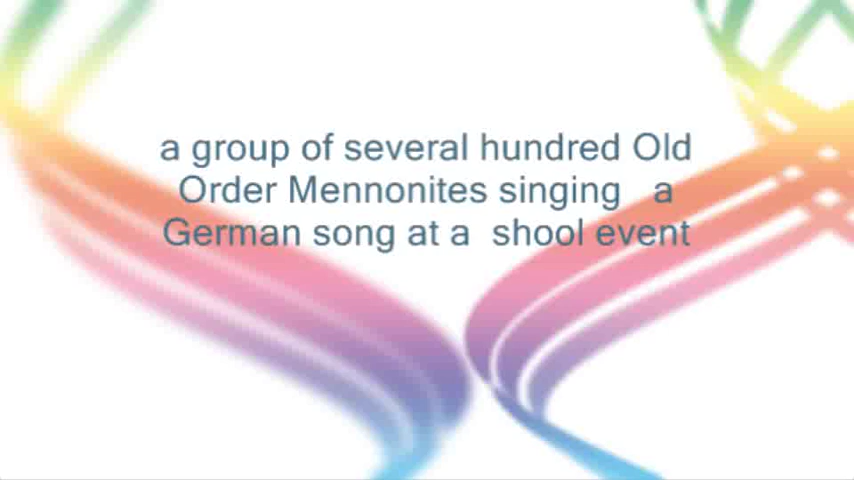 a group of several hundred Old
Order Mennonites singing   a
German song at a  shool event